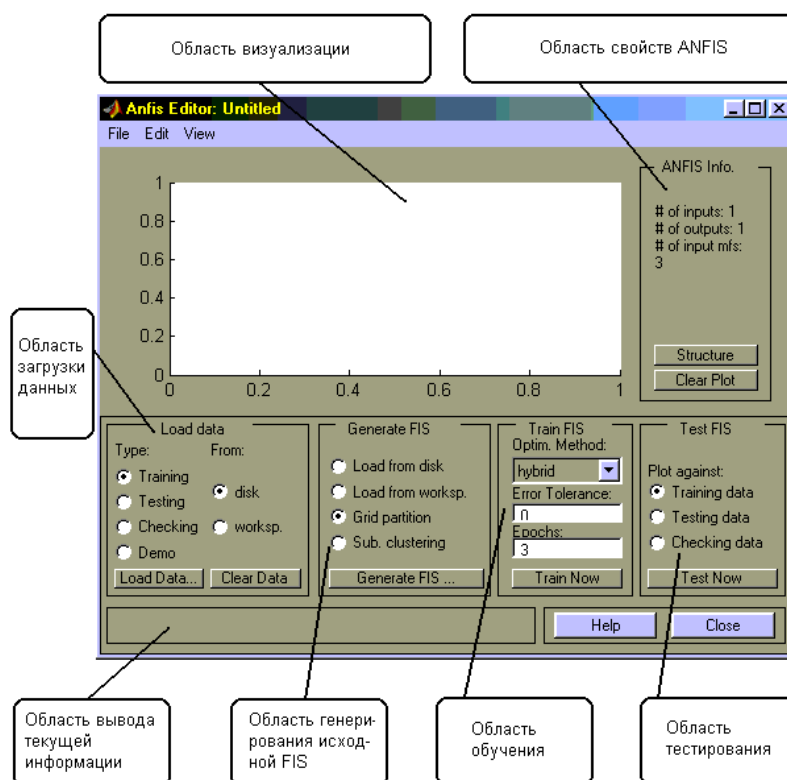 Область визуализации
Область свойств ANFIS
Anfis Editor: Untitled
File Edit View
ANFIS Info.
1
0.8
0.6
0.4
0.2
0
0 0.2 0.4 0.6 0.8 1
# of inputs: 1
# of outputs: 1
# of input mfs:
3
Structure
Clear Plot
Область
загрузки
данных
Load data
Type: From:
Training
disk
Testing
Checking worksp.
Demo
Load Data... Clear Data
Generate FIS
Load from disk
Load from worksp.
Grid partition
Sub. clustering
Generate FIS ...
Train FIS
Optim. Method:
hybrid
Error Tolerance:
0
Epochs:
3
Train Now
Test FIS
Plot against:
Training data
Testing data
Checking data
Test Now
Help Close
Область вывода
текущей
информации
Область генери-
рования исход-
ной FIS
Область
обучения
Область
тестирования